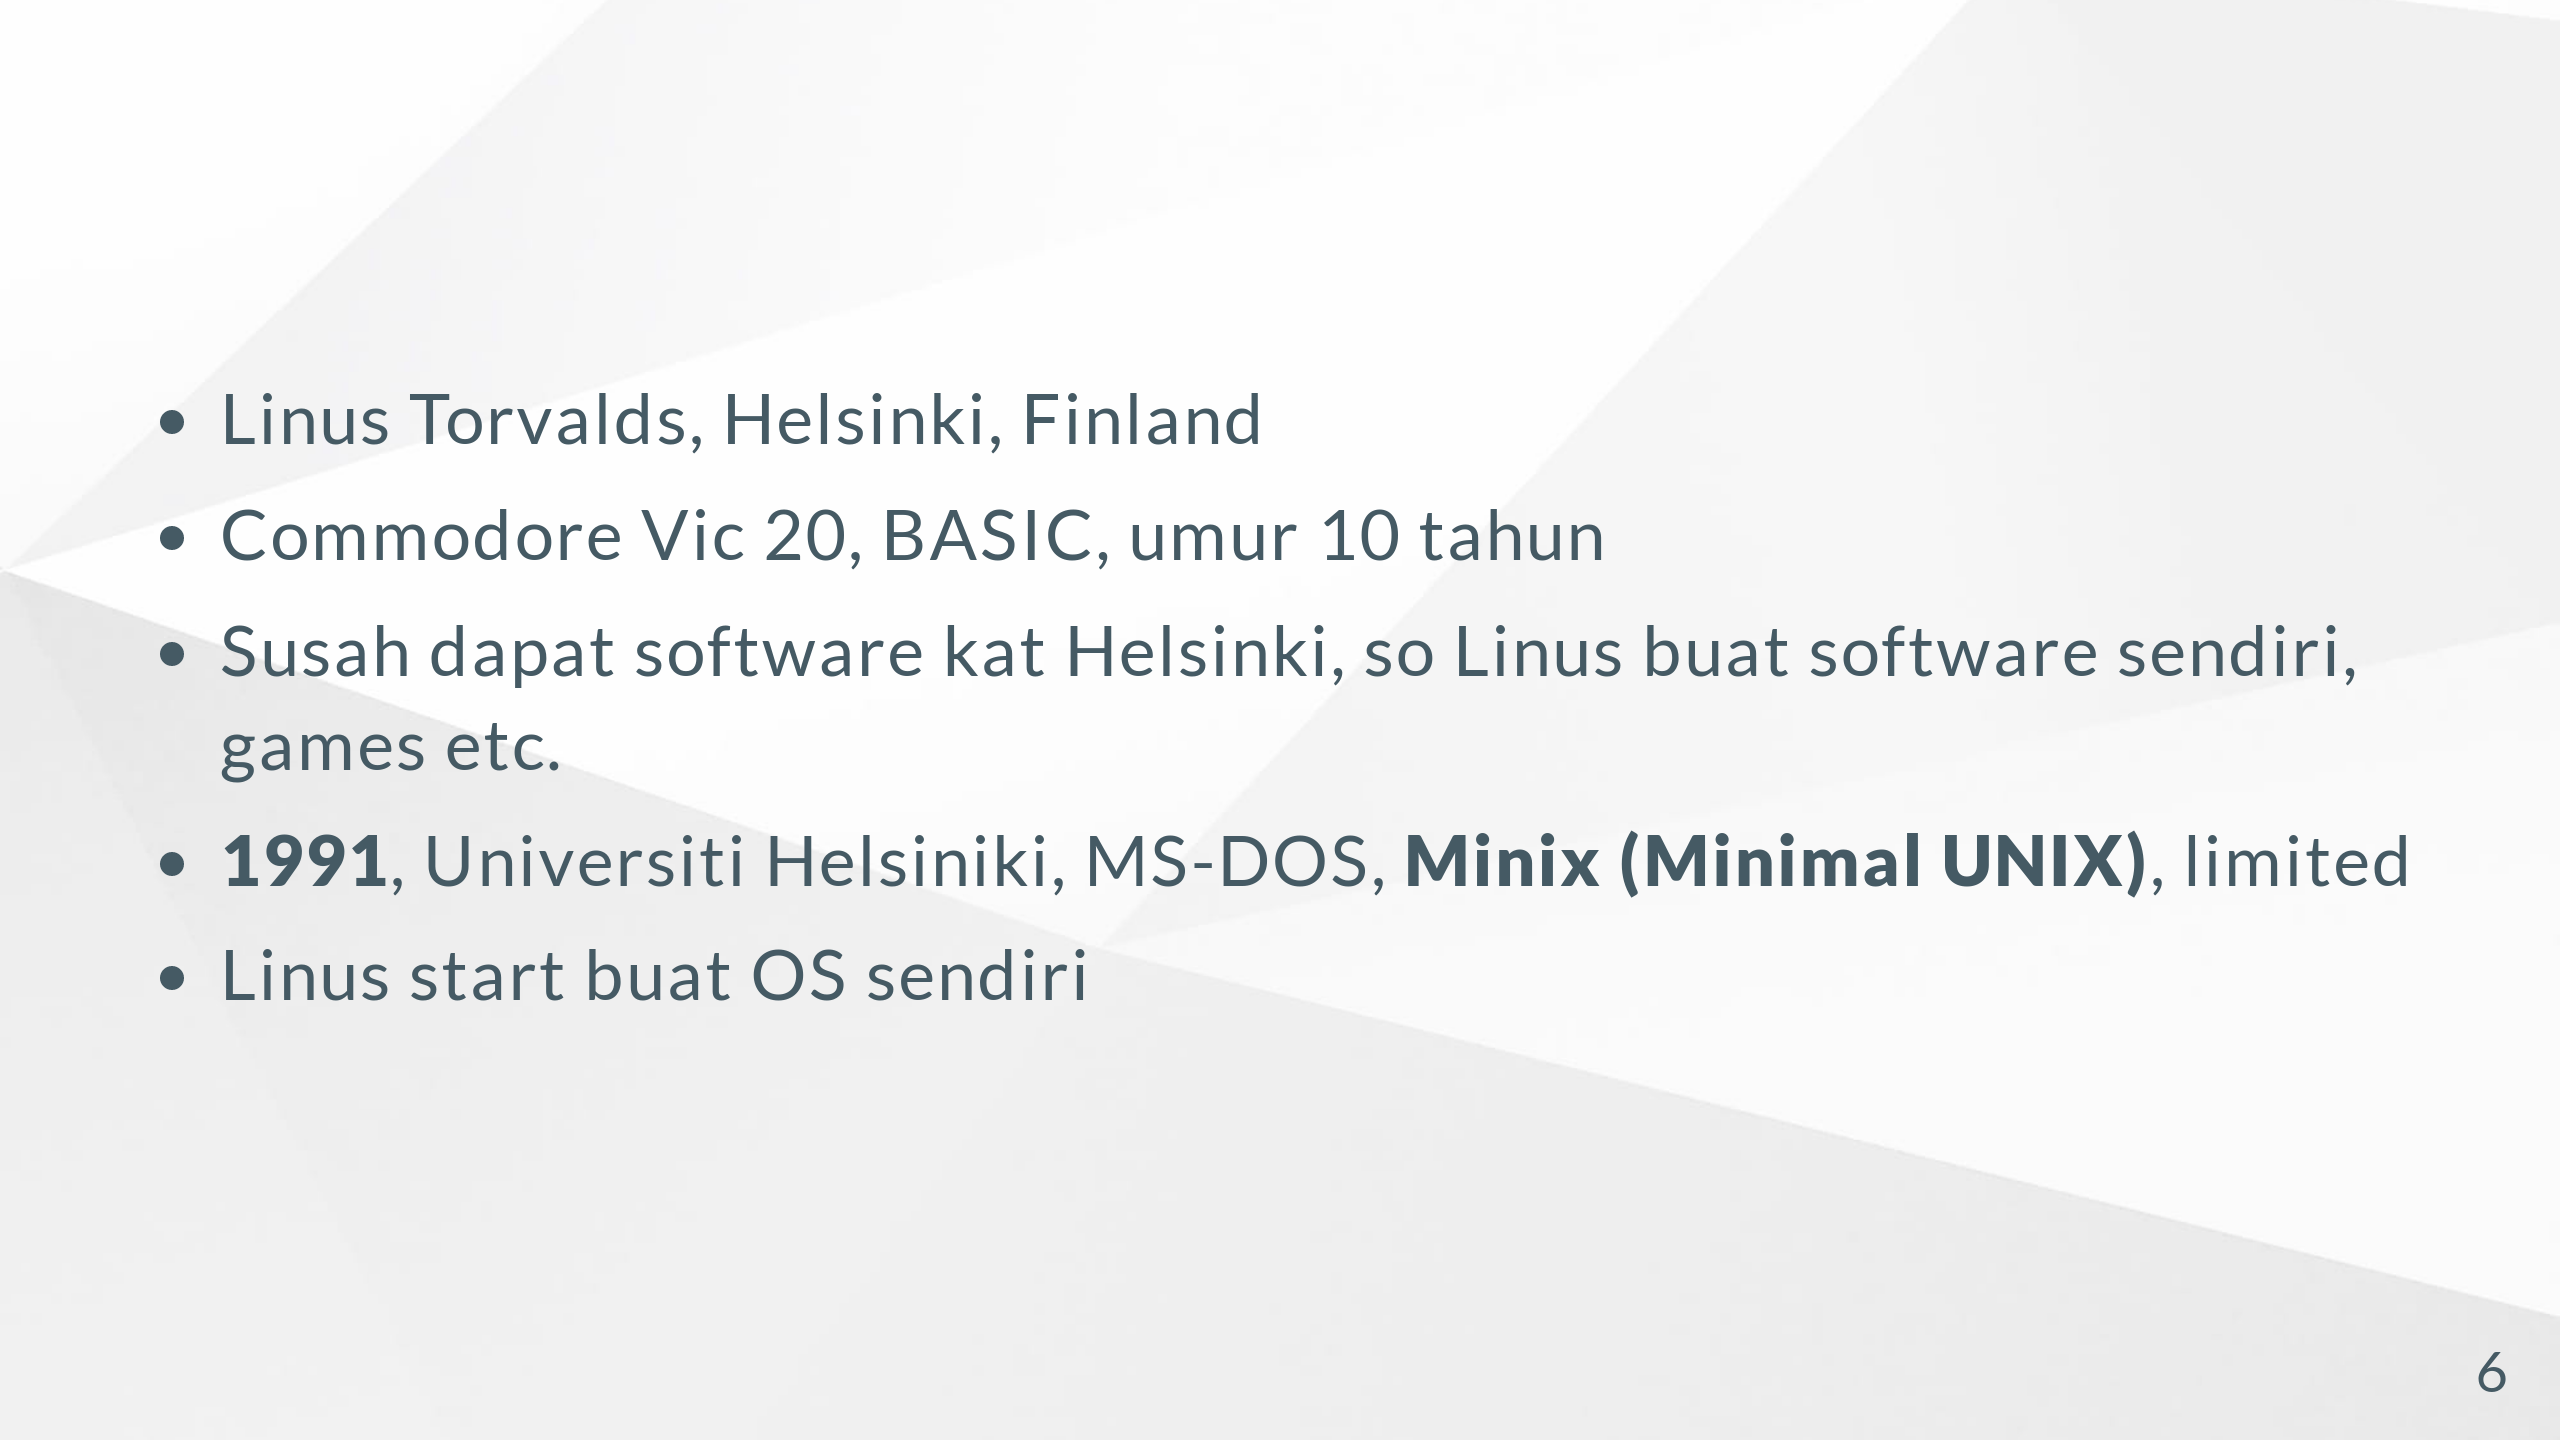 • Linus Torvalds, Helsinki, Finland
• Commodore Vic 20, BASIC, umur 10 tahun
• Susah dapat software kat Helsinki, so Linus buat software sendiri,
games etc.
• 1991, Universiti Helsiniki, MS-DOS, Minix (Minimal UNIX), limited
• Linus start buat OS sendiri
6